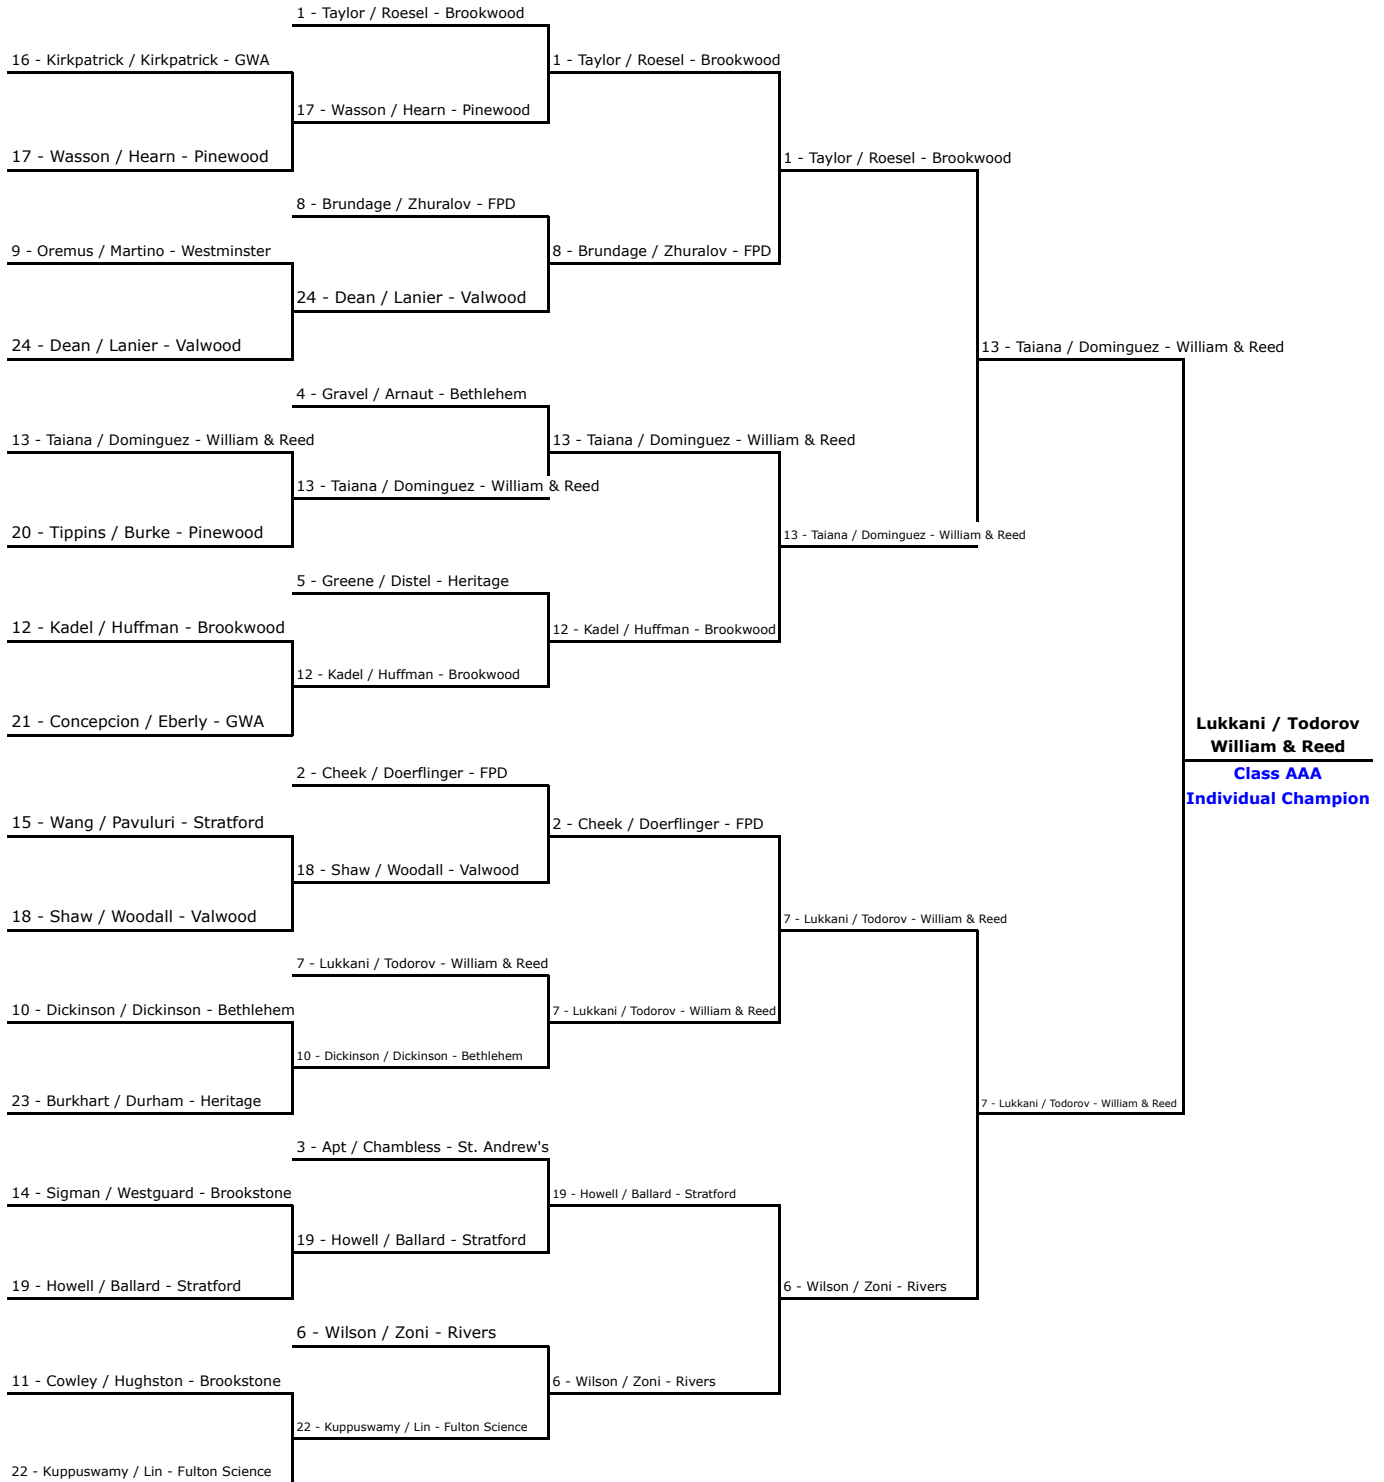 1 - Taylor / Roesel - Brookwood
16 - Kirkpatrick / Kirkpatrick - GWA
1 - Taylor / Roesel - Brookwood
17 - Wasson / Hearn - Pinewood
17 - Wasson / Hearn - Pinewood
1 - Taylor / Roesel - Brookwood
8 - Brundage / Zhuralov - FPD
9 - Oremus / Martino - Westminster
8 - Brundage / Zhuralov - FPD
24 - Dean / Lanier - Valwood
24 - Dean / Lanier - Valwood
13 - Taiana / Dominguez - William & Reed
4 - Gravel / Arnaut - Bethlehem
13 - Taiana / Dominguez - William & Reed
13 - Taiana / Dominguez - William & Reed
13 - Taiana / Dominguez - William & Reed
20 - Tippins / Burke - Pinewood
13 - Taiana / Dominguez - William & Reed
5 - Greene / Distel - Heritage
12 - Kadel / Huffman - Brookwood
12 - Kadel / Huffman - Brookwood
12 - Kadel / Huffman - Brookwood
21 - Concepcion / Eberly - GWA
Lukkani / Todorov
William & Reed
Class AAA
Individual Champion
2 - Cheek / Doerflinger - FPD
15 - Wang / Pavuluri - Stratford
2 - Cheek / Doerflinger - FPD
18 - Shaw / Woodall - Valwood
18 - Shaw / Woodall - Valwood
7 - Lukkani / Todorov - William & Reed
7 - Lukkani / Todorov - William & Reed
10 - Dickinson / Dickinson - Bethlehem
7 - Lukkani / Todorov - William & Reed
10 - Dickinson / Dickinson - Bethlehem
23 - Burkhart / Durham - Heritage
7 - Lukkani / Todorov - William & Reed
3 - Apt / Chambless - St. Andrew's
14 - Sigman / Westguard - Brookstone
19 - Howell / Ballard - Stratford
19 - Howell / Ballard - Stratford
19 - Howell / Ballard - Stratford
6 - Wilson / Zoni - Rivers
6 - Wilson / Zoni - Rivers
11 - Cowley / Hughston - Brookstone
6 - Wilson / Zoni - Rivers
22 - Kuppuswamy / Lin - Fulton Science
22 - Kuppuswamy / Lin - Fulton Science